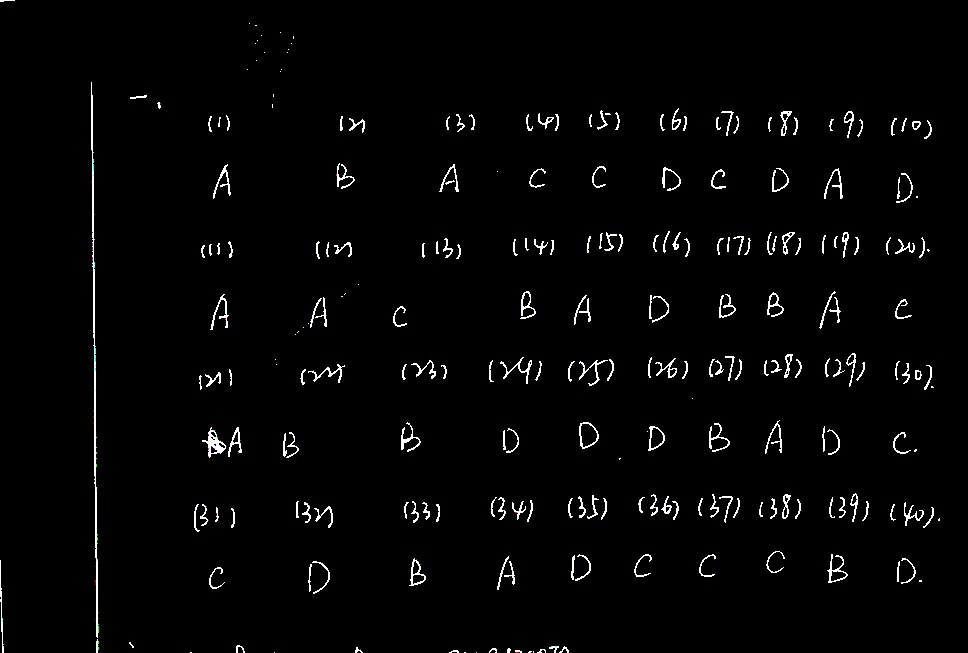 一.
(1) (2) (3) (4) (5) (6) (7) (8) (9) (10)
A B A C C D C D A D.
(11) (12) (13) (14) (15) (16) (17) (18) (19) (20).
A A C B A D B B A C
(21) (22) (23) (24) (25) (26) (27) (28) (29) (30).
A B B D D D B A D C.
(31) (32) (33) (34) (35) (36) (37) (38) (39) (40).
C D B A D C C C B D.